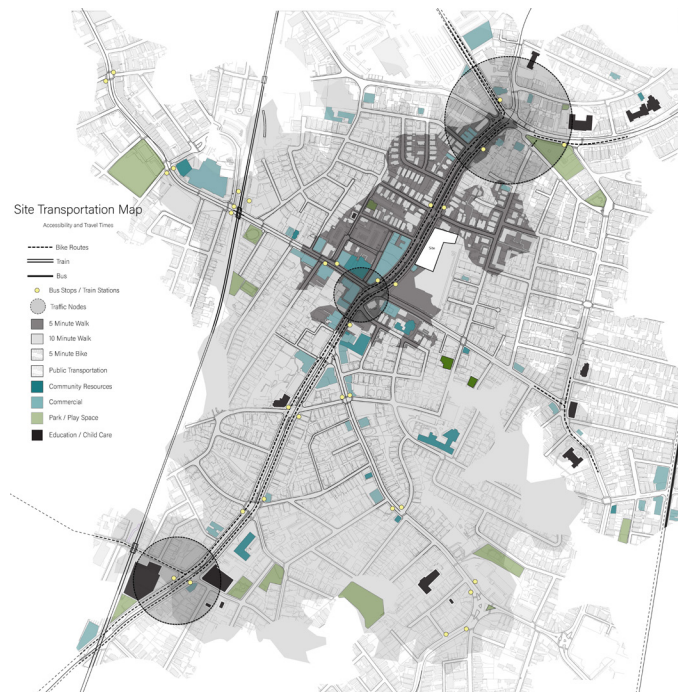 Site Transportation Map
Accessibility and Travel Times
Bike Routes
Train
Bus
Bus Stops / Train Stations
Traffic Nodes
5 Minute Walk
10 Minute Walk
5 Minute Bike
Public Transportation
Community Resources
Commercial
Park / Play Space
Education / Child Care
Site